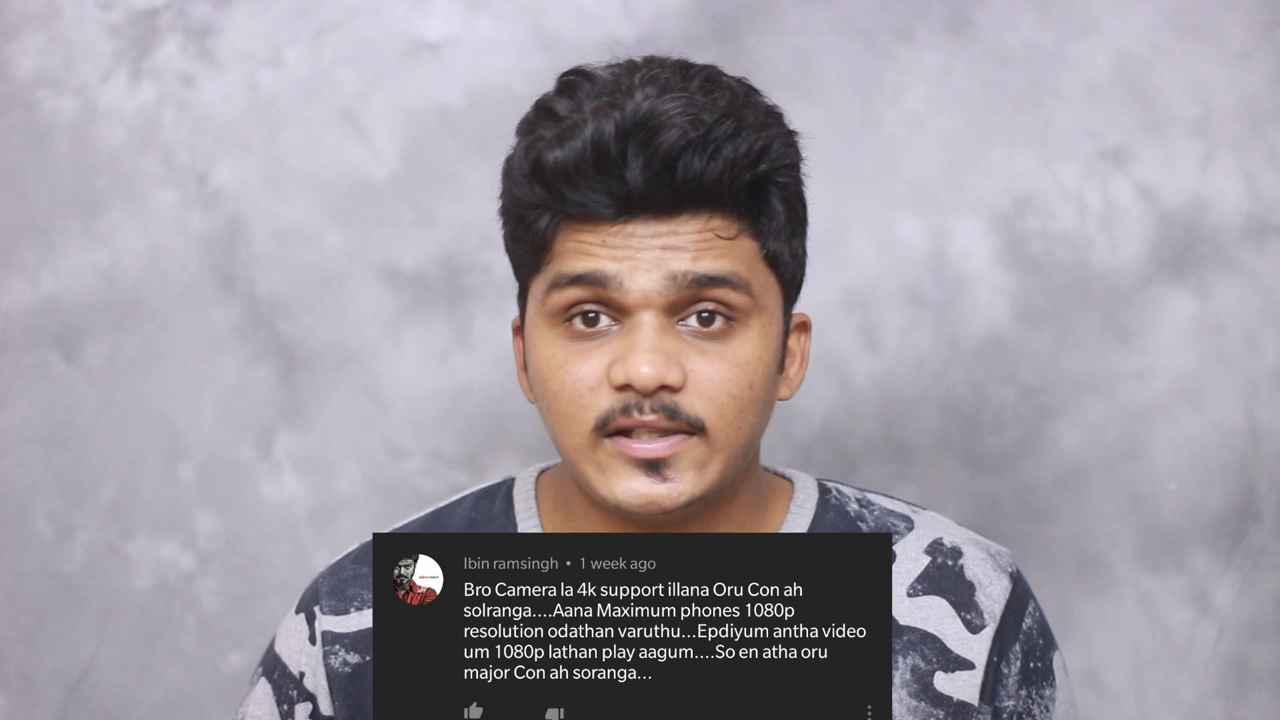 Ibin ramsingh • 1 week ago
Bro Camera la 4k support illana Oru Con ah
solranga....Aana Maximum phones 1080p
resolution odathan varuthu...Epdiyum antha video
um 1080p lathan play aagum....So en atha oru
major Con ah soranga...